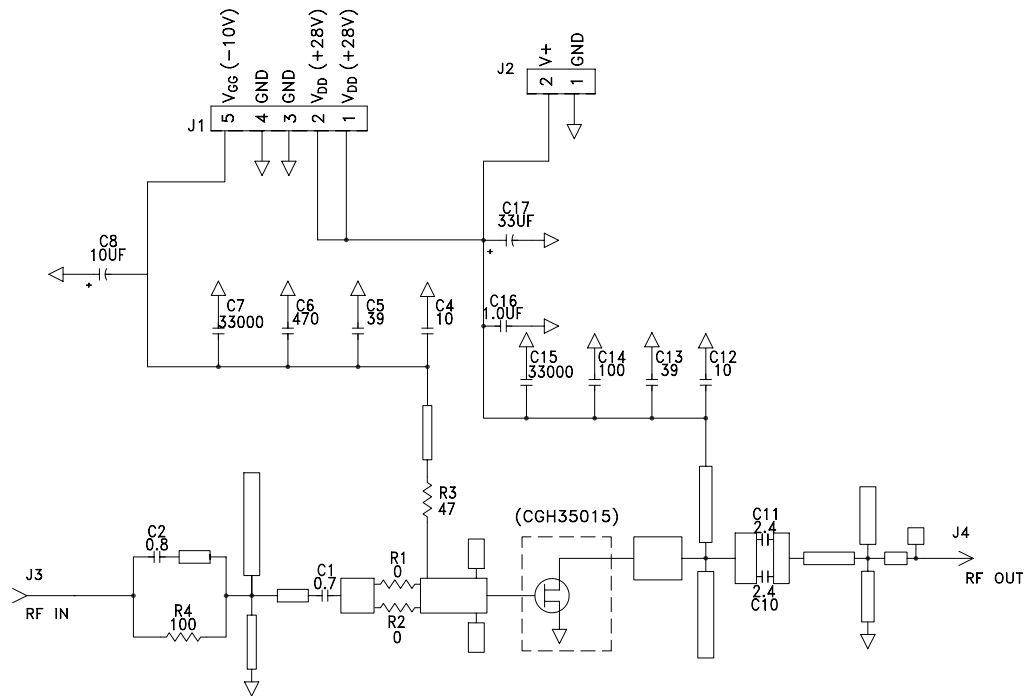 VGG (-10V)
GND
GND
VDD (+28V)
VDD (+28V)
5
4
3
2
1
J1
V+
GND
2
1
J2
C17
33UF
+
C8
10UF
+
C7
33000
C6
470
C5
39
C4
10
C16
1.0UF
C15
33000
C14
100
C13
39
C12
10
R3
47
(CGH35015)
C11
2.4
J4
RF OUT
C2
0.8
J3
RF IN
R4
100
C1
0.7
R1
0
R2
0
2.4
C10